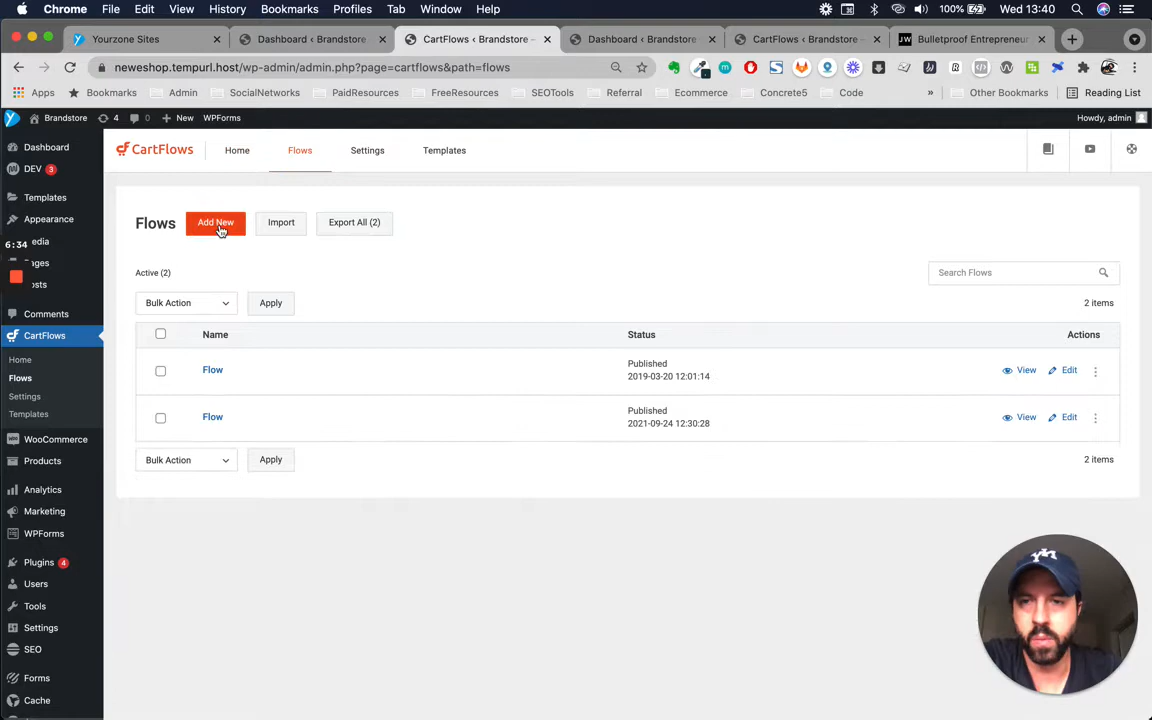 Chrome File Edit View History Bookmarks Profiles Tab Window Help 100% Wed 13:40
Yourzone Sites Dashboard ‹ Brandstore CartFlows ‹ Brandstore – Dashboard ‹ Brandstore CartFlows ‹ Brandstore – JW Bulletproof Entrepreneur
neweshop.tempurl.host/wp-admin/admin.php?page=cartflows&path=flows
Apps Bookmarks Admin SocialNetworks PaidResources FreeResources SEOTools Referral Ecommerce Concrete5 Code » Other Bookmarks Reading List
Brandstore 4 0 New WPForms Howdy, admin
Dashboard
DEV 3
Templates
Appearance
edia
ages
osts
6:34
Comments
CartFlows
Home
Flows
Settings
Templates
WooCommerce
Products
Analytics
Marketing
WPForms
Plugins 4
Users
Tools
Settings
SEO
Forms
Cache
CartFlows Home Flows Settings Templates
Flows Add New Import Export All (2)
Active (2) Search Flows
Bulk Action Apply 2 items
Name Status Actions
Flow Published View Edit
2019-03-20 12:01:14
Flow Published View Edit
2021-09-24 12:30:28
Bulk Action Apply 2 items